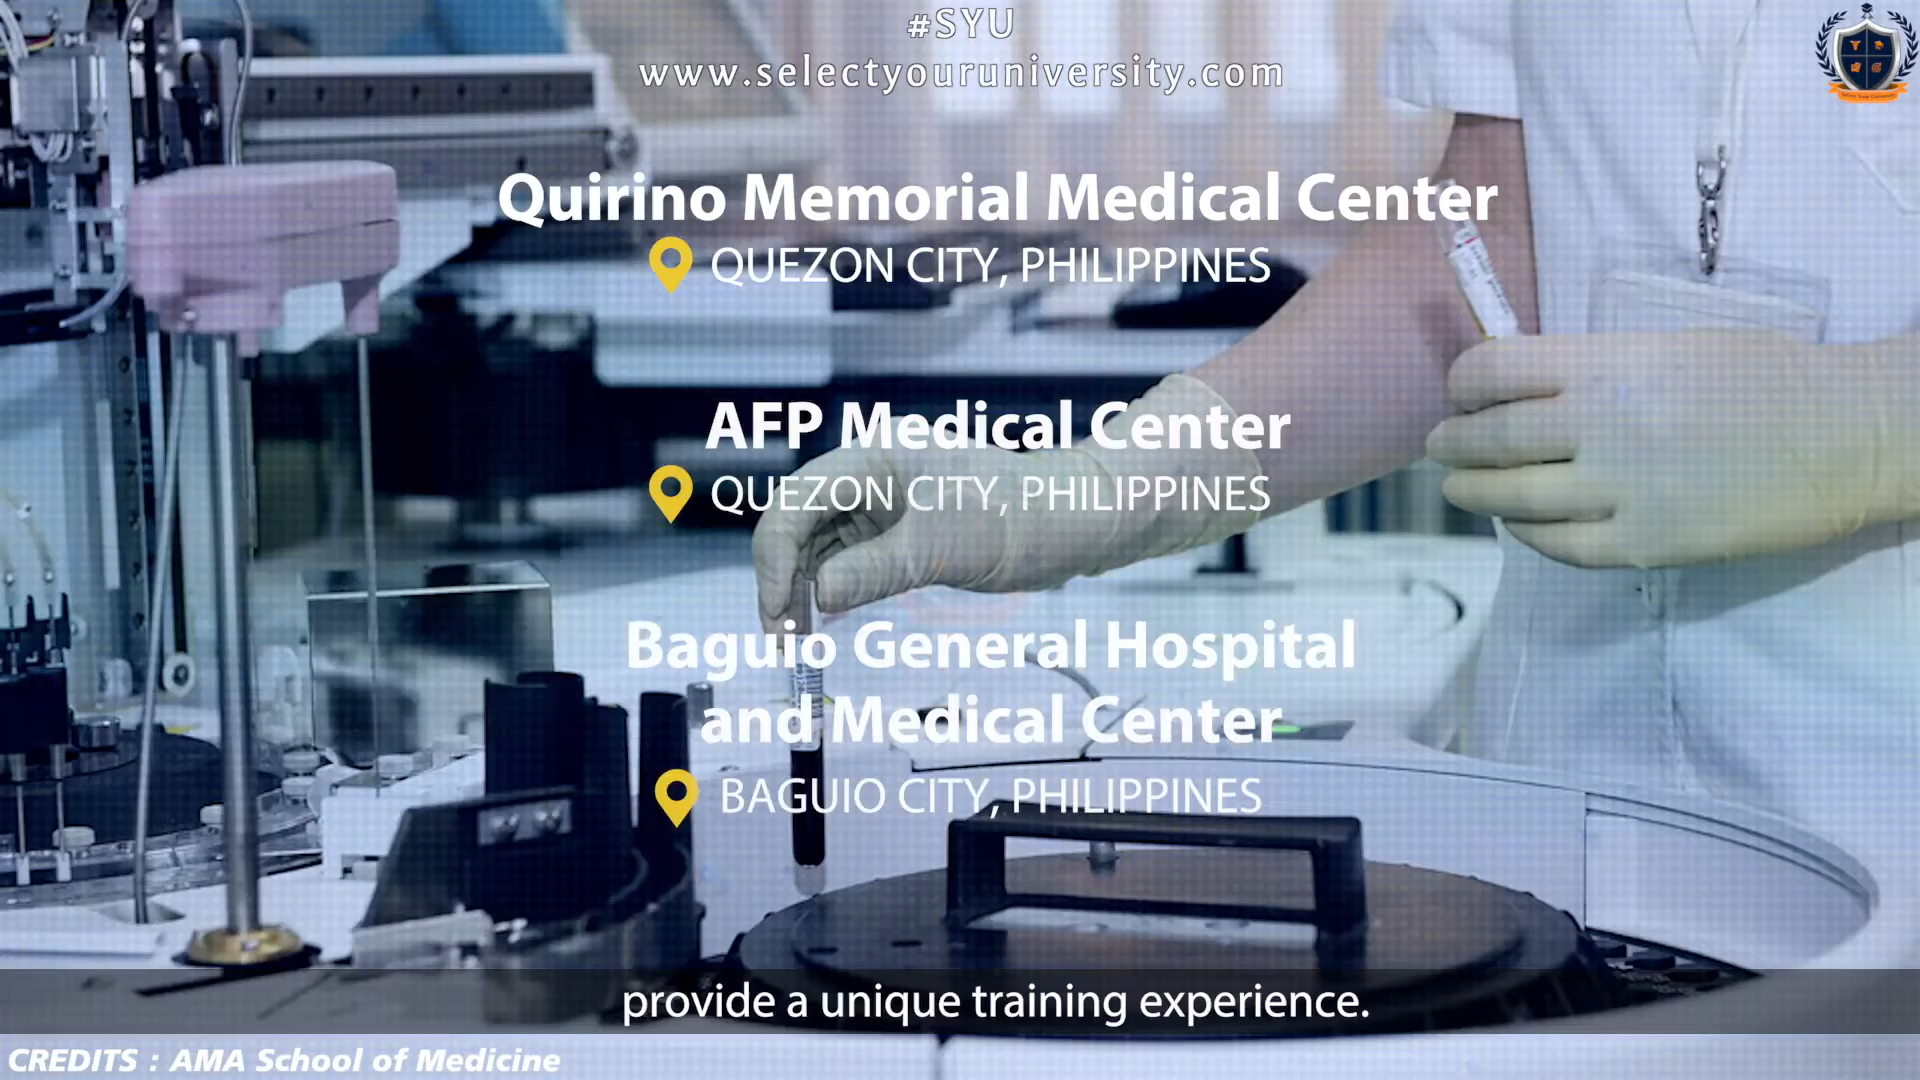 #SYU
www.selectyouruniversity.com
Quirino Memorial Medical Center
QUEZON CITY, PHILIPPINES
AFP Medical Center
QUEZON CITY, PHILIPPINES
Baguio General Hospital
and Medical Center
BAGUIO CITY, PHILIPPINES
provide a unique training experience.
CREDITS : AMA School of Medicine